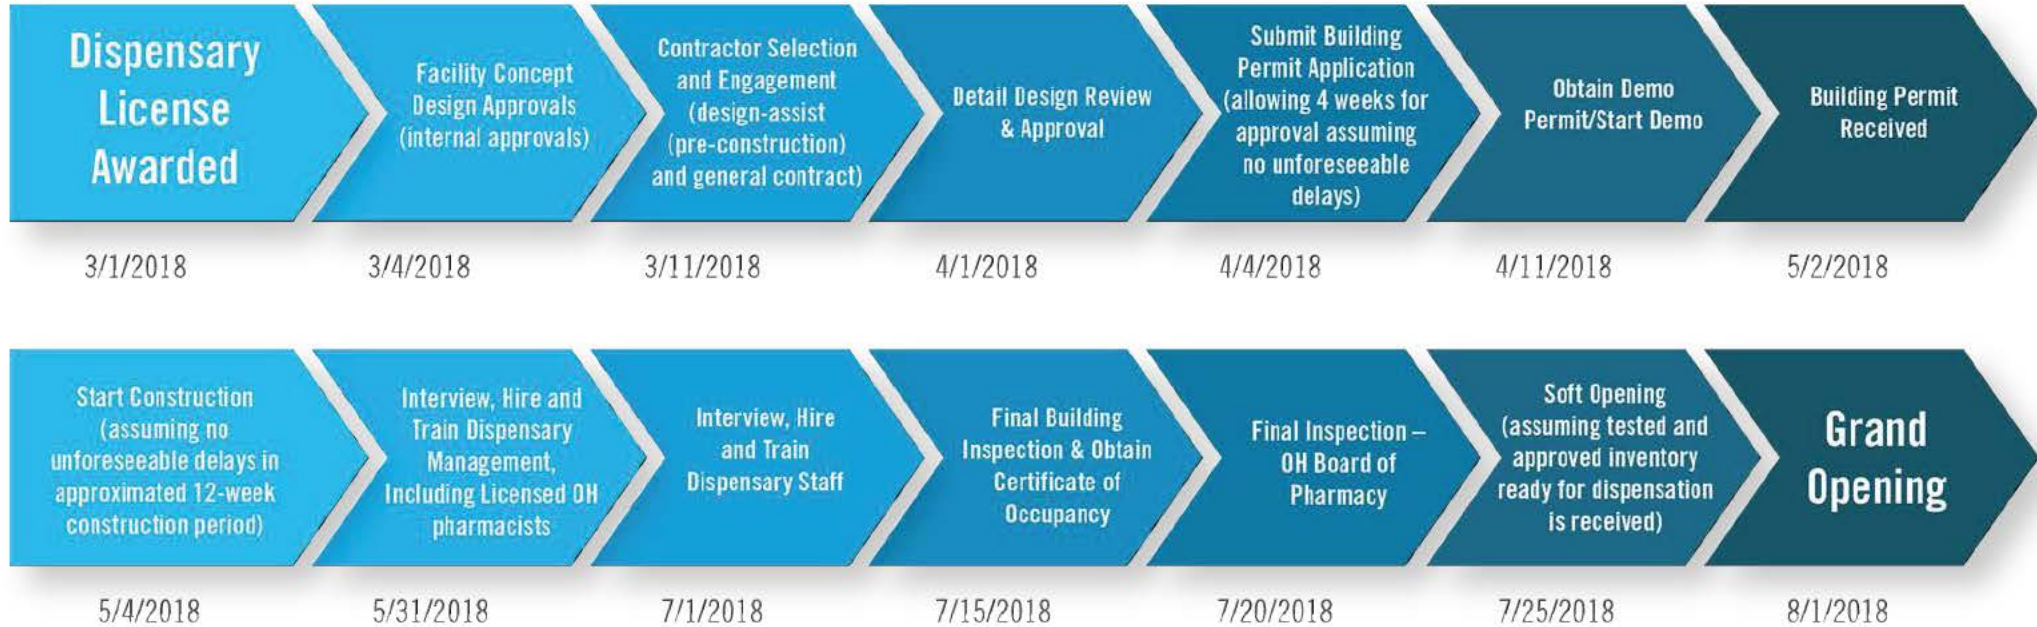 Dispensary
License
Awarded
Facility Concept
Design Approvals
(internal approvals)
Contractor Selection
and Engagement
(design-assist
(pre-construction)
and general contract)
Detail Design Review
& Approval
Submit Building
Permit Application
(allowing 4 weeks for
approval assuming
no unforeseeable
delays)
Obtain Demo
Permit/Start Demo
Building Permit
Received
3/1/2018
3/4/2018
3/11/2018
4/1/2018
4/4/2018
4/11/2018
5/2/2018
Start Construction
(assuming no
unforeseeable delays in
approximated 12-week
construction period)
Interview, Hire and
Train Dispensary
Management,
Including Licensed OH
pharmacists
Interview, Hire
and Train
Dispensary Staff
Final Building
Inspection & Obtain
Certificate of
Occupancy
Final Inspection –
OH Board of
Pharmacy
Soft Opening
(assuming tested and
approved inventory
ready for dispensation
is received)
Grand
Opening
5/4/2018
5/31/2018
7/1/2018
7/15/2018
7/20/2018
7/25/2018
8/1/2018